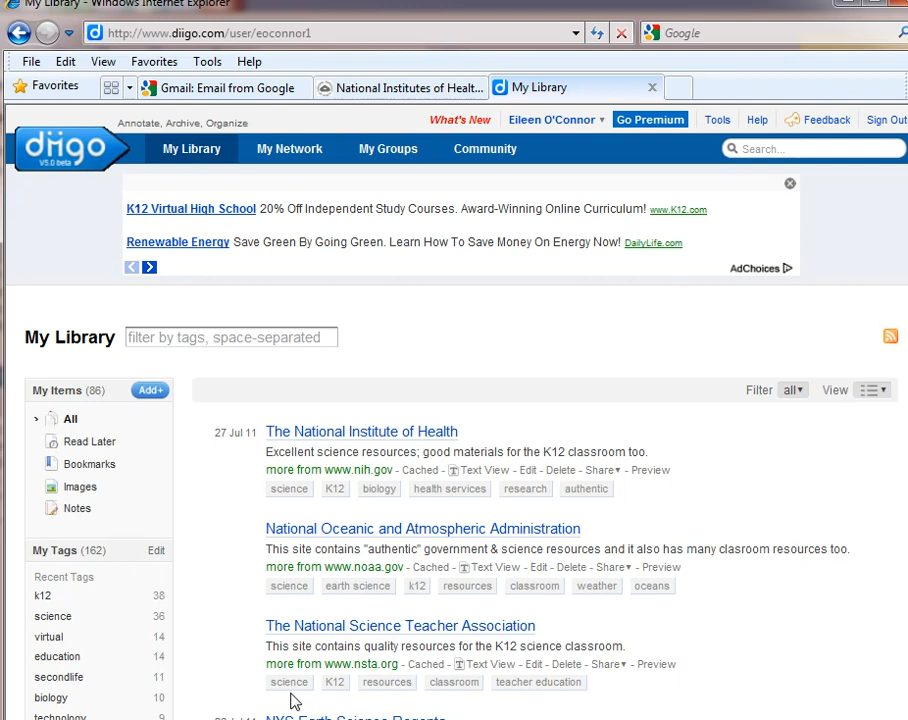 My Library - Windows Internet Explorer
http://www.diigo.com/user/eoconnor1
Google
File Edit View Favorites Tools Help
Favorites
Gmail: Email from Google
National Institutes of Healt...
My Library
Annotate, Archive, Organize
What's New Eileen O'Connor Go Premium Tools Help Feedback Sign Out
diigo
V5.0 beta
My Library My Network My Groups Community
Search...
K12 Virtual High School 20% Off Independent Study Courses. Award-Winning Online Curriculum! www.K12.com
Renewable Energy Save Green By Going Green. Learn How To Save Money On Energy Now! DailyLife.com
AdChoices
My Library filter by tags, space-separated
My Items (86) Add+
All
Read Later
Bookmarks
Images
Notes
My Tags (162) Edit
Recent Tags
k12 38
science 36
virtual 14
education 14
secondlife 11
biology 10
technology 9
Filter all View
27 Jul 11 The National Institute of Health
Excellent science resources; good materials for the K12 classroom too.
more from www.nih.gov - Cached - Text View - Edit - Delete - Share - Preview
science K12 biology health services research authentic
National Oceanic and Atmospheric Administration
This site contains "authentic" government & science resources and it also has many clasroom resources too.
more from www.noaa.gov - Cached - Text View - Edit - Delete - Share - Preview
science earth science k12 resources classroom weather oceans
The National Science Teacher Association
This site contains quality resources for the K12 science classroom.
more from www.nsta.org - Cached - Text View - Edit - Delete - Share - Preview
science K12 resources classroom teacher education
NYS Earth Science Regents